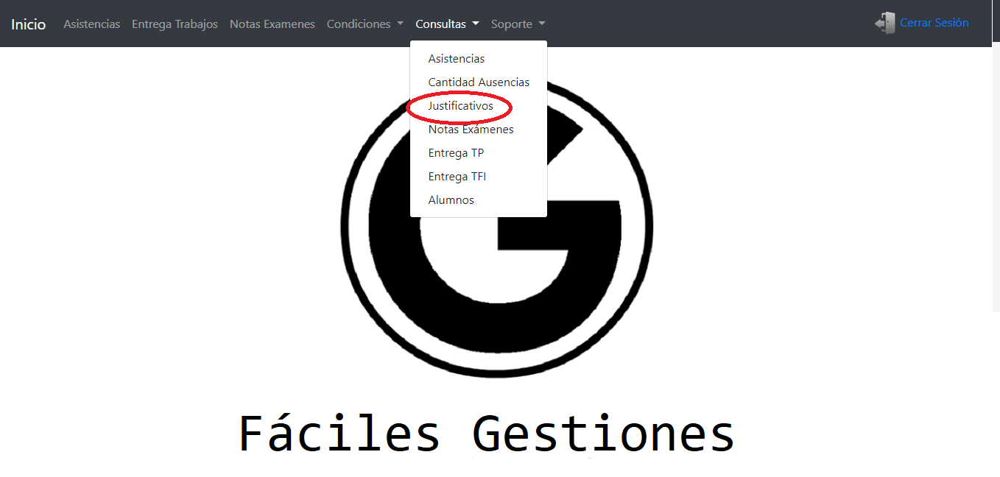 Inicio Asistencias Entrega Trabajos Notas Examenes Condiciones Consultas Soporte Cerrar Sesión
Asistencias
Cantidad Ausencias
Justificativos
Notas Exámenes
Entrega TP
Entrega TFI
Alumnos
Fáciles Gestiones